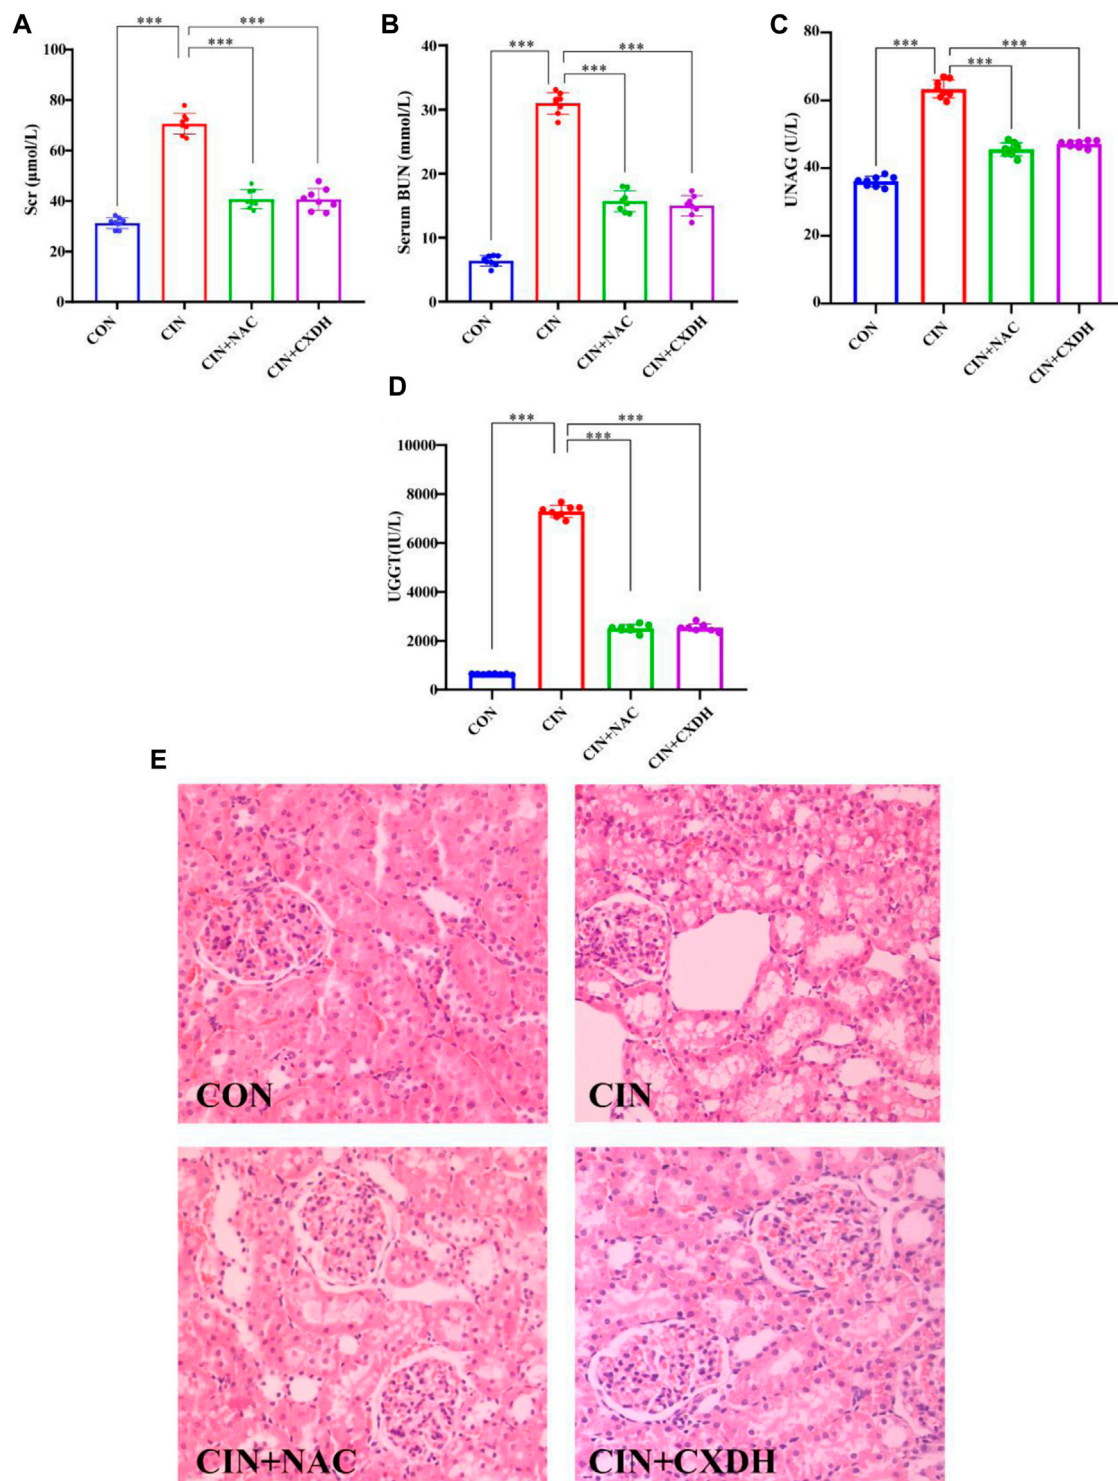 A
***
***
***
Scr (μmol/L)
100
80
60
40
20
0
CON
CIN
CIN+NAC
CIN+CXDH
B
***
***
***
Serum BUN (mmol/L)
40
30
20
10
0
CON
CIN
CIN+NAC
CIN+CXDH
C
***
***
***
UNAG (U/L)
80
60
40
20
0
CON
CIN
CIN+NAC
CIN+CXDH
D
***
***
***
UGGT(IU/L)
10000
8000
6000
4000
2000
0
CON
CIN
CIN+NAC
CIN+CXDH
E
CON
CIN
CIN+NAC
CIN+CXDH